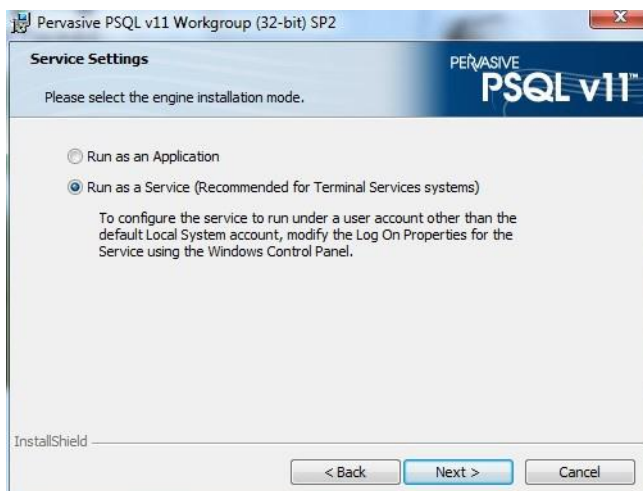 Pervasive PSQL v11 Workgroup (32-bit) SP2
Service Settings
Please select the engine installation mode.
PERVASIVE
PSQL v11™
Run as an Application
Run as a Service (Recommended for Terminal Services systems)
To configure the service to run under a user account other than the
default Local System account, modify the Log On Properties for the
Service using the Windows Control Panel.
InstallShield
< Back Next > Cancel